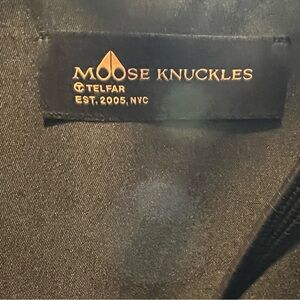 MOOSE KNUCKLES
TELFAR
EST. 2005, NYC